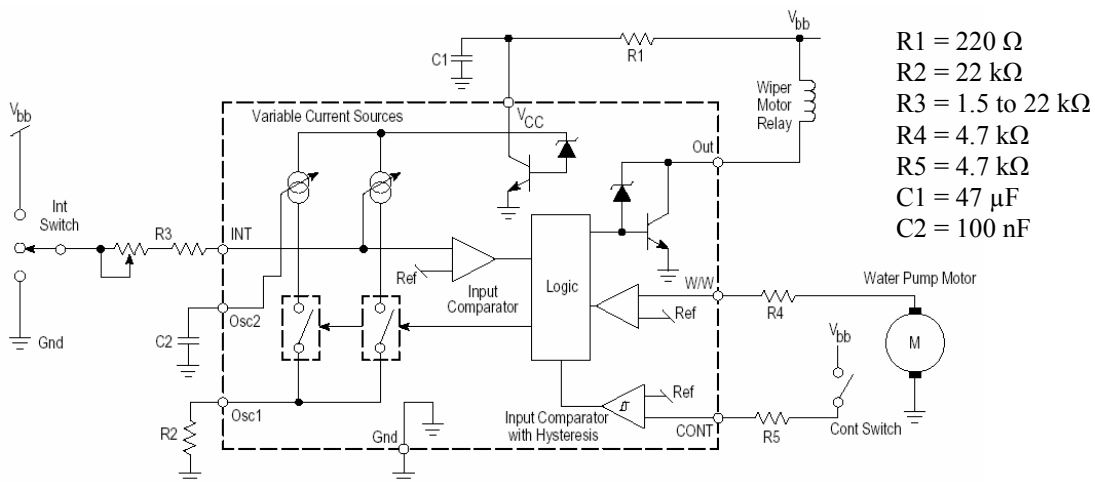 Vbb
R1
C1
R1 = 220 Ω
R2 = 22 kΩ
R3 = 1.5 to 22 kΩ
R4 = 4.7 kΩ
R5 = 4.7 kΩ
C1 = 47 µF
C2 = 100 nF
Wiper
Motor
Relay
Vbb
Variable Current Sources
VCC
Out
Int
Switch
R3
INT
Ref
Input
Comparator
Logic
W/W
Ref
Water Pump Motor
R4
Osc2
C2
Gnd
Vbb
M
Osc1
R2
Gnd
Input Comparator
with Hysteresis
Ref
CONT
R5
Cont Switch